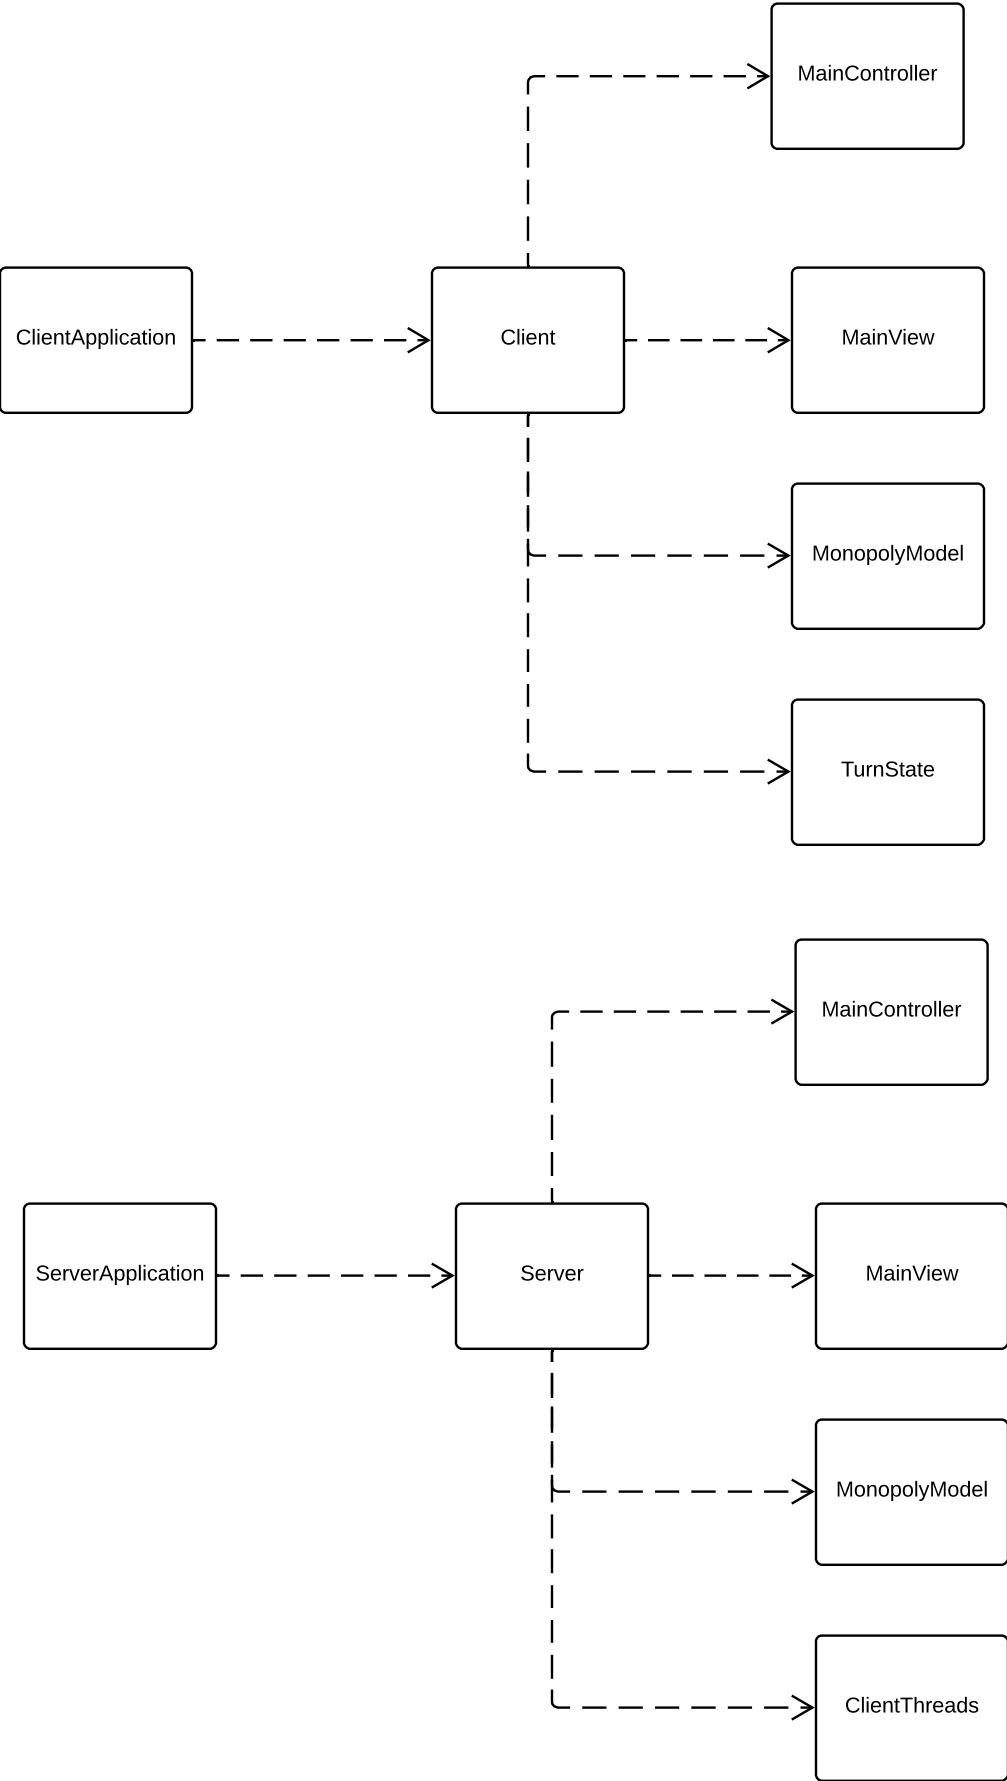 MainController
ClientApplication
Client
MainView
MonopolyModel
TurnState
MainController
ServerApplication
Server
MainView
MonopolyModel
ClientThreads